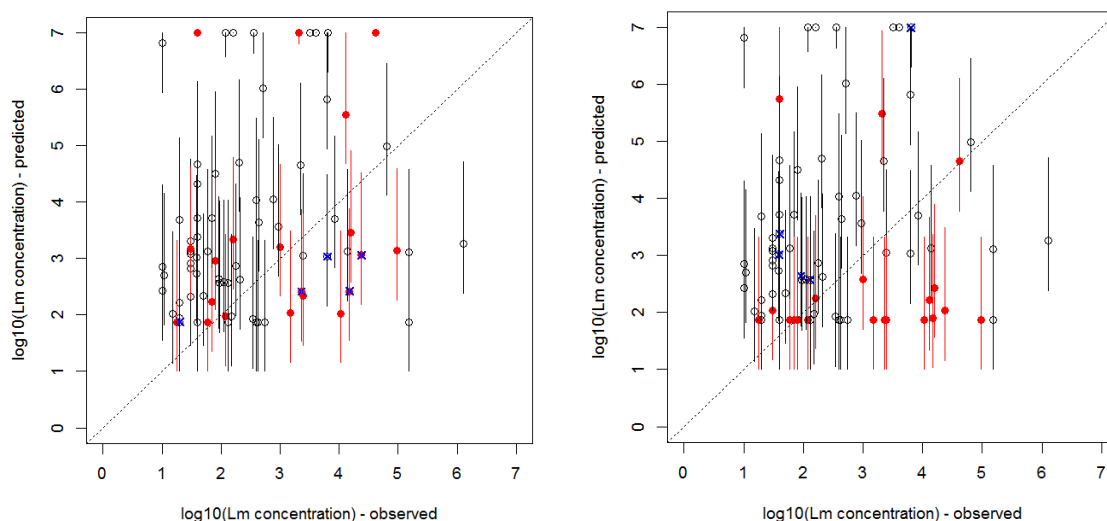 log10(Lm concentration) - predicted
7
6
5
4
3
2
1
0
0 1 2 3 4 5 6 7
log10(Lm concentration) - observed
log10(Lm concentration) - predicted
7
6
5
4
3
2
1
0
0 1 2 3 4 5 6 7
log10(Lm concentration) - observed